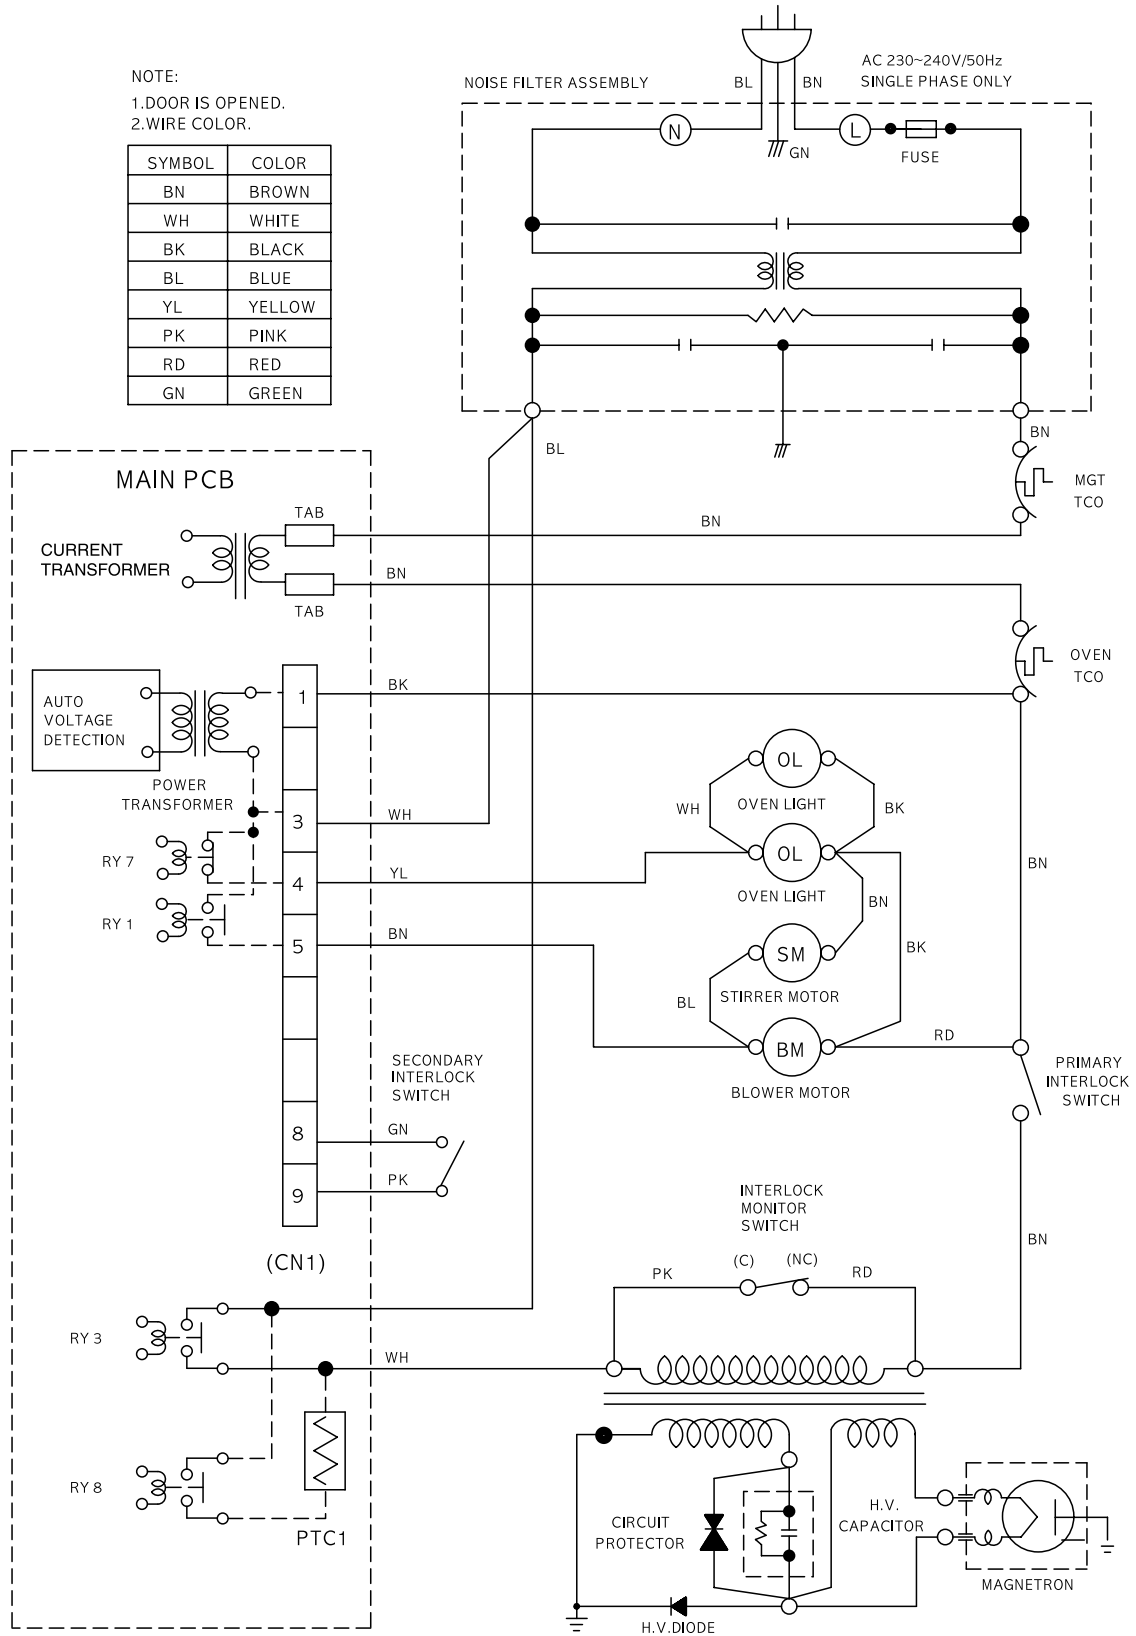 NOTE:
1.DOOR IS OPENED.
2.WIRE COLOR.
SYMBOL COLOR
BN BROWN
WH WHITE
BK BLACK
BL BLUE
YL YELLOW
PK PINK
RD RED
GN GREEN
NOISE FILTER ASSEMBLY
BL
BN
AC 230~240V/50Hz
SINGLE PHASE ONLY
N
L
GN
FUSE
BL
BN
MGT
TCO
MAIN PCB
TAB
BN
CURRENT
TRANSFORMER
BN
TAB
OVEN
TCO
AUTO
VOLTAGE
DETECTION
1
BK
POWER
TRANSFORMER
OL
OVEN LIGHT
WH
BK
3
WH
RY 7
4
YL
OL
OVEN LIGHT
BN
BN
RY 1
5
BN
SM
STIRRER MOTOR
BK
BL
BM
BLOWER MOTOR
RD
PRIMARY
INTERLOCK
SWITCH
SECONDARY
INTERLOCK
SWITCH
8
GN
9
PK
(CN1)
INTERLOCK
MONITOR
SWITCH
BN
(C)
(NC)
PK
RD
RY 3
WH
RY 8
PTC1
CIRCUIT
PROTECTOR
H.V.
CAPACITOR
MAGNETRON
H.V.DIODE